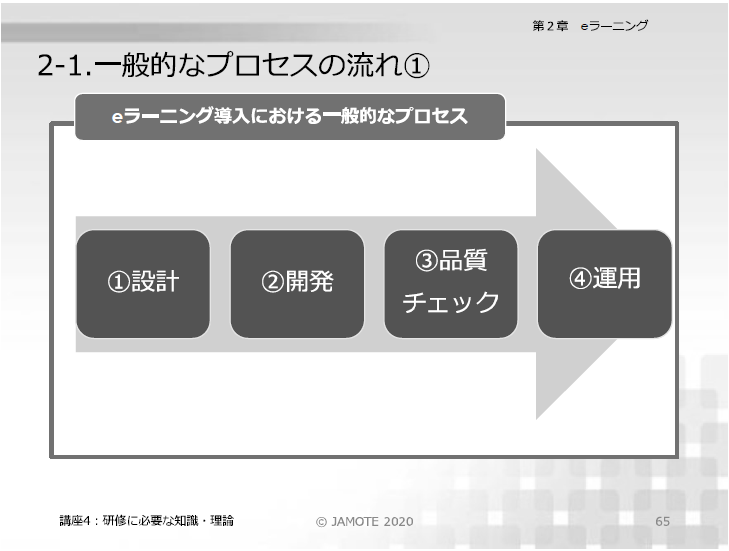 第２章　eラーニング
2-1.一般的なプロセスの流れ①
eラーニング導入における一般的なプロセス
①設計
②開発
③品質
チェック
④運用
講座4：研修に必要な知識・理論
© JAMOTE 2020
65